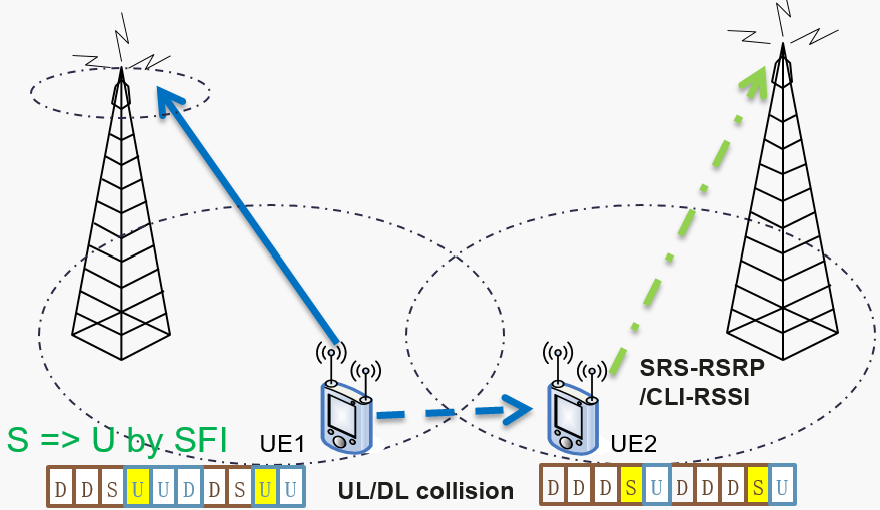 SRS-RSRP
/CLI-RSSI
S => U by SFI
UE1
UE2
D D S U U D D S U U
UL/DL collision
D D D S U D D D S U